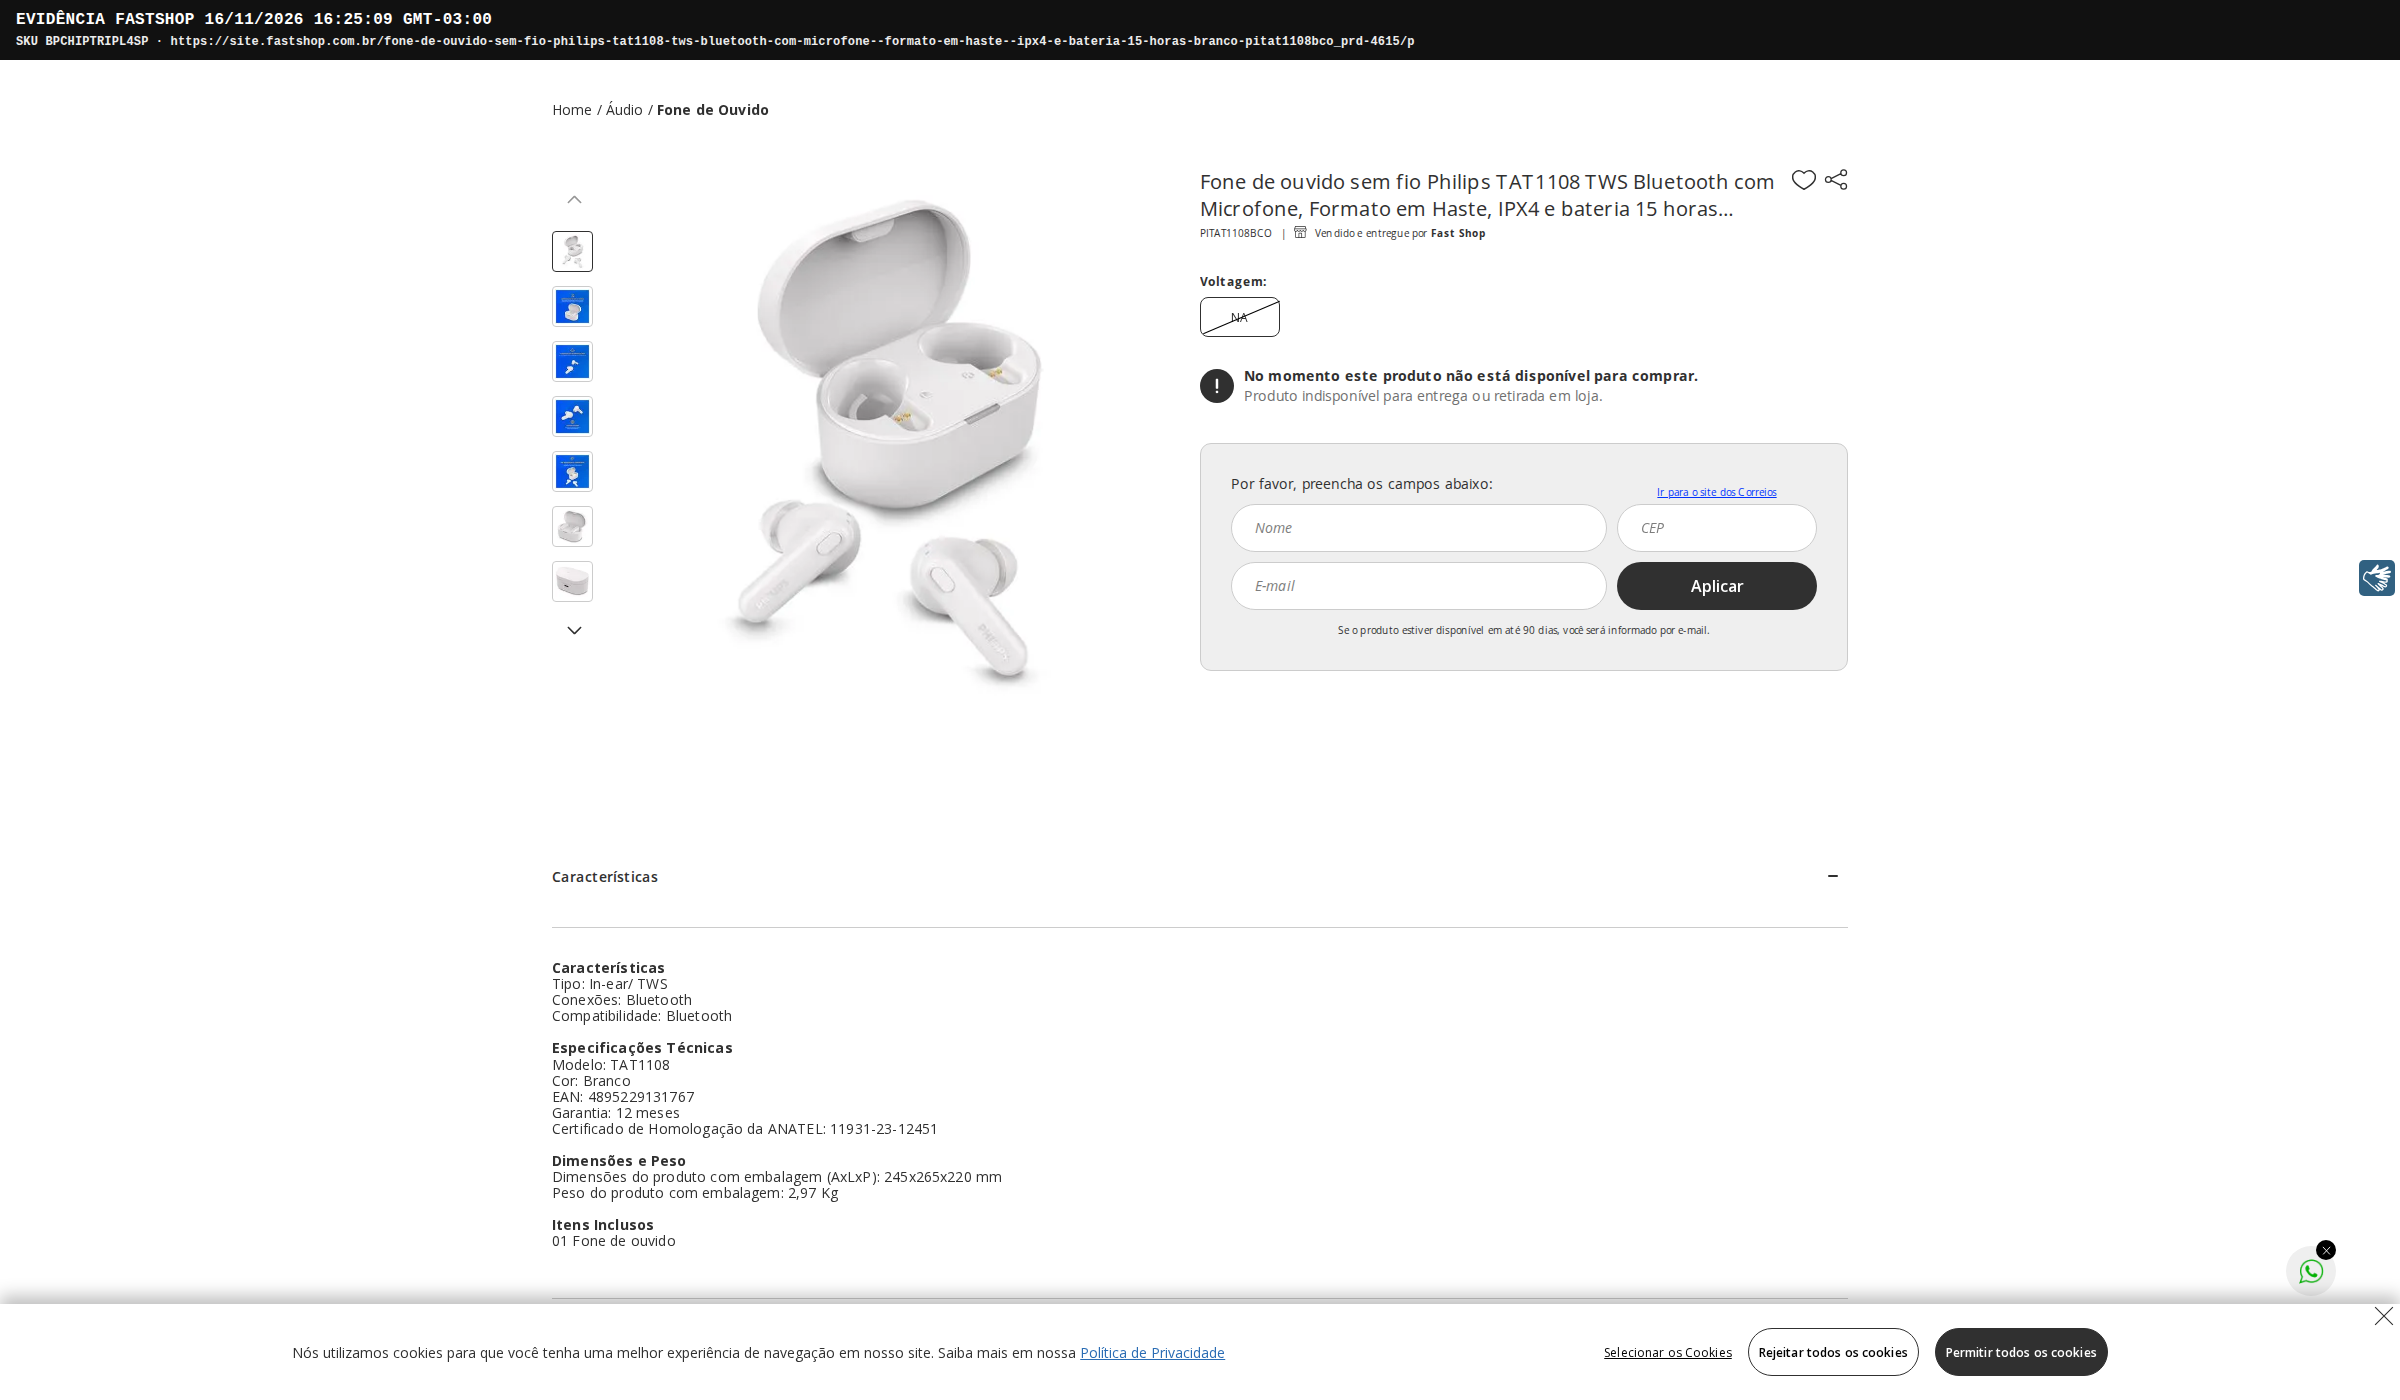 EVIDÊNCIA FASTSHOP 16/11/2026 16:25:09 GMT-03:00
SKU BPCHIPTRIPL4SP · https://site.fastshop.com.br/fone-de-ouvido-sem-fio-philips-tat1108-tws-bluetooth-com-microfone--formato-em-haste--ipx4-e-bateria-15-horas-branco-pitat1108bco_prd-4615/p
Home / Áudio / Fone de Ouvido
Fone de ouvido sem fio Philips TAT1108 TWS Bluetooth com
Microfone, Formato em Haste, IPX4 e bateria 15 horas...
PITAT1108BCO | Vendido e entregue por Fast Shop
Voltagem:
NA
No momento este produto não está disponível para comprar.
Produto indisponível para entrega ou retirada em loja.
Por favor, preencha os campos abaixo:
Ir para o site dos Correios
Nome
CEP
E-mail
Aplicar
Se o produto estiver disponível em até 90 dias, você será informado por e-mail.
Características
Características
Tipo: In-ear/ TWS
Conexões: Bluetooth
Compatibilidade: Bluetooth
Especificações Técnicas
Modelo: TAT1108
Cor: Branco
EAN: 4895229131767
Garantia: 12 meses
Certificado de Homologação da ANATEL: 11931-23-12451
Dimensões e Peso
Dimensões do produto com embalagem (AxLxP): 245x265x220 mm
Peso do produto com embalagem: 2,97 Kg
Itens Inclusos
01 Fone de ouvido
Nós utilizamos cookies para que você tenha uma melhor experiência de navegação em nosso site. Saiba mais em nossa Política de Privacidade
Selecionar os Cookies
Rejeitar todos os cookies
Permitir todos os cookies